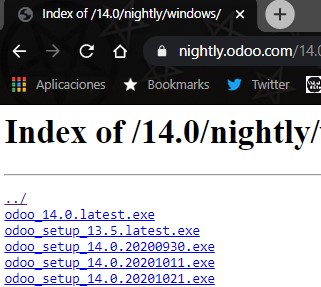 Index of /14.0/nightly/windows/
nightly.odoo.com/14.0
Aplicaciones Bookmarks Twitter
Index of /14.0/nightly/
../
odoo_14.0.latest.exe
odoo_setup_13.5.latest.exe
odoo_setup_14.0.20200930.exe
odoo_setup_14.0.20201011.exe
odoo_setup_14.0.20201021.exe